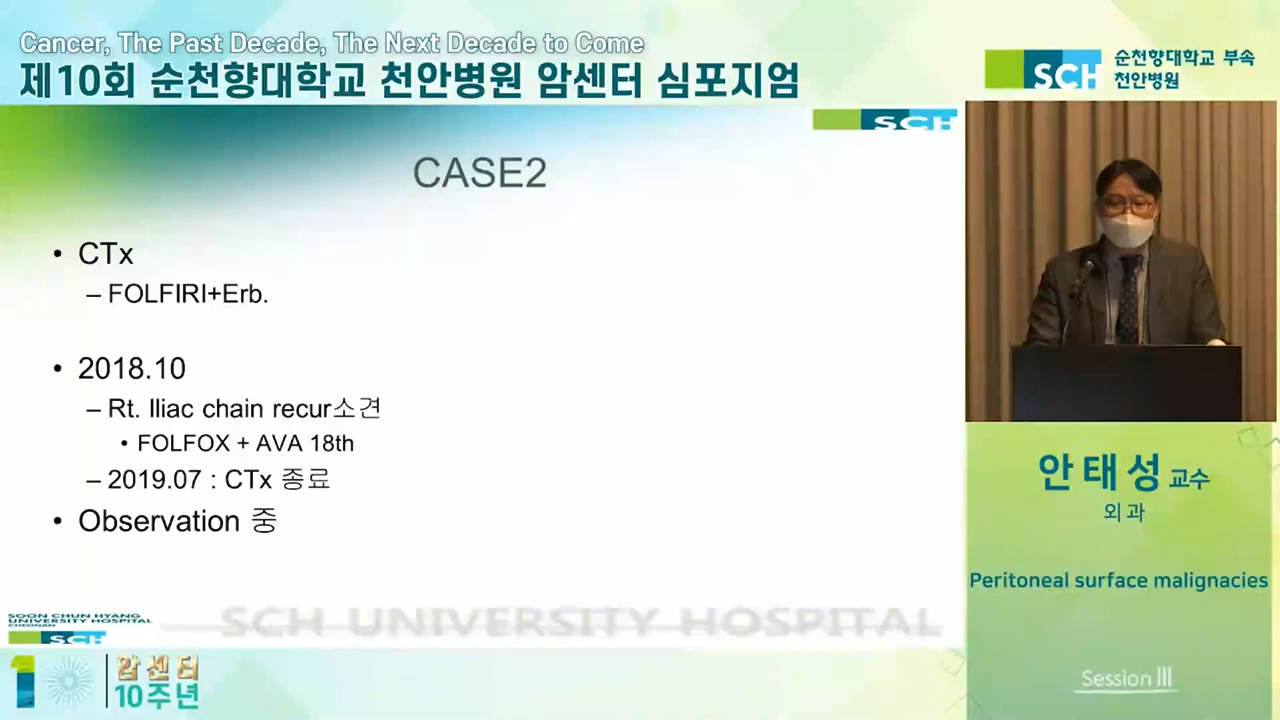 Cancer, The Past Decade, The Next Decade to Come
제10회 순천향대학교 천안병원 암센터 심포지엄
SCH
순천향대학교 부속
천안병원
SCH
CASE2
• CTx
– FOLFIRI+Erb.
• 2018.10
– Rt. Iliac chain recur소견
• FOLFOX + AVA 18th
– 2019.07 : CTx 종료
• Observation 중
안태성 교수
외과
Peritoneal surface malignacies
Session III
SOON CHUN HYANG
UNIVERSITY HOSPITAL
CHEONAN
SCH
SCH UNIVERSITY HOSPITAL
10
암센터
10주년